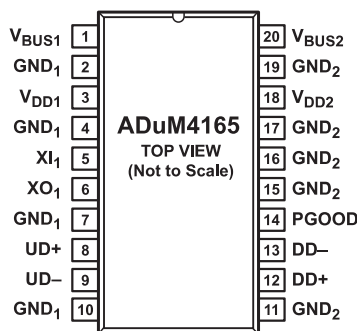 VBUS1 1 20 VBUS2
GND1 2 19 GND2
VDD1 3 18 VDD2
GND1 4 17 GND2
ADuM4165
XI1 5 TOP VIEW 16 GND2
(Not to Scale)
XO1 6 15 GND2
GND1 7 14 PGOOD
UD+ 8 13 DD–
UD– 9 12 DD+
GND1 10 11 GND2